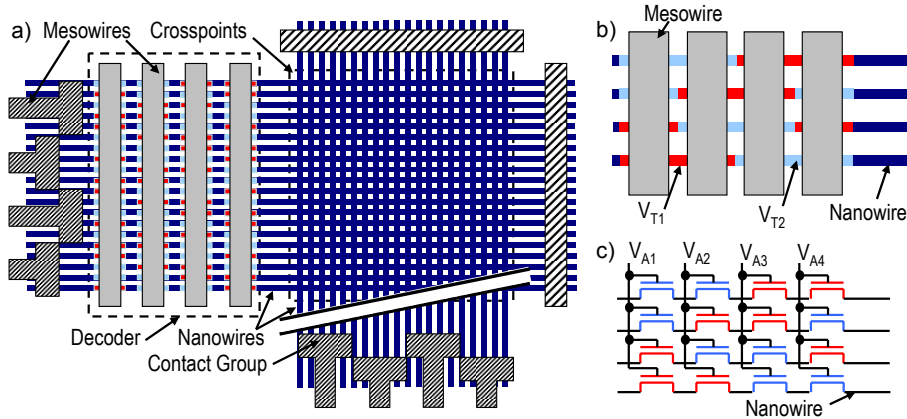 a)
Mesowires
Crosspoints
Decoder
Nanowires
Contact Group
b)
Mesowire
VT1
VT2
Nanowire
c)
VA1 VA2 VA3 VA4
Nanowire